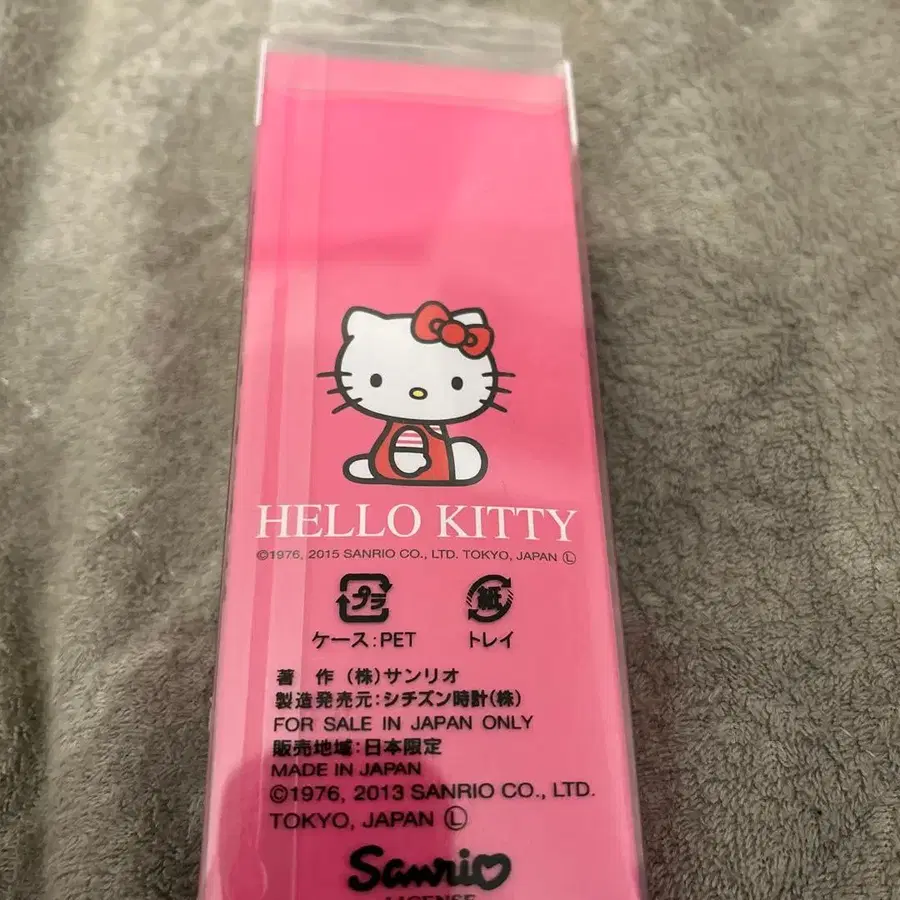 HELLO KITTY
©1976, 2015 SANRIO CO., LTD. TOKYO, JAPAN Ⓛ
プラ 紙
ケース:PET トレイ
著 作 (株)サンリオ
製造発売元:シチズン時計(株)
FOR SALE IN JAPAN ONLY
販売地域:日本限定
MADE IN JAPAN
©1976, 2013 SANRIO CO., LTD.
TOKYO, JAPAN Ⓛ
Sanrio
LICENSE